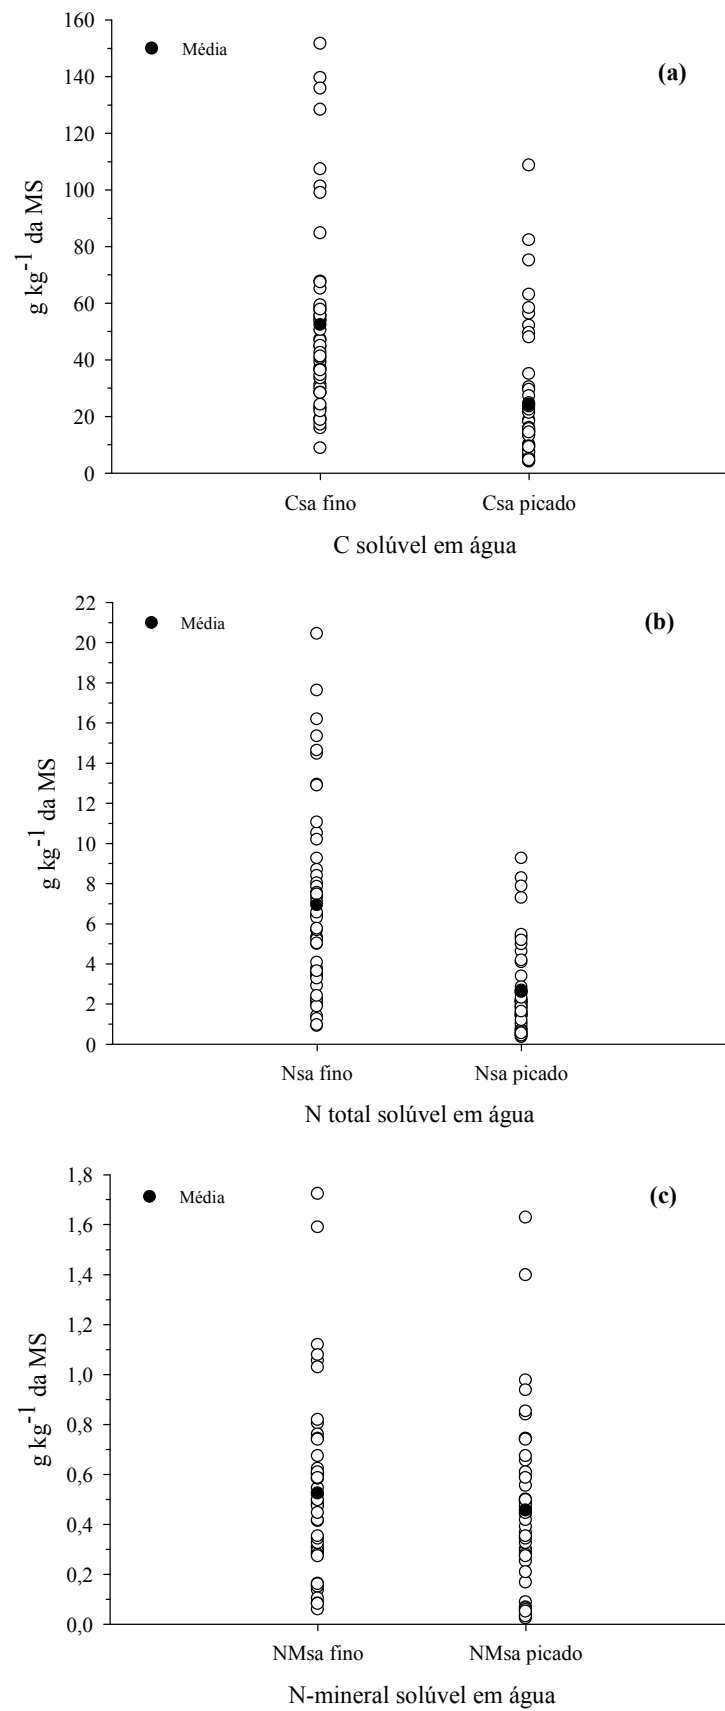 160
140
120
100
80
60
40
20
0
g kg-1 da MS
Média
(a)
Csa fino Csa picado
C solúvel em água
22
20
18
16
14
12
10
8
6
4
2
0
g kg-1 da MS
Média
(b)
Nsa fino Nsa picado
N total solúvel em água
1,8
1,6
1,4
1,2
1,0
0,8
0,6
0,4
0,2
0,0
g kg-1 da MS
Média
(c)
NMsa fino NMsa picado
N-mineral solúvel em água